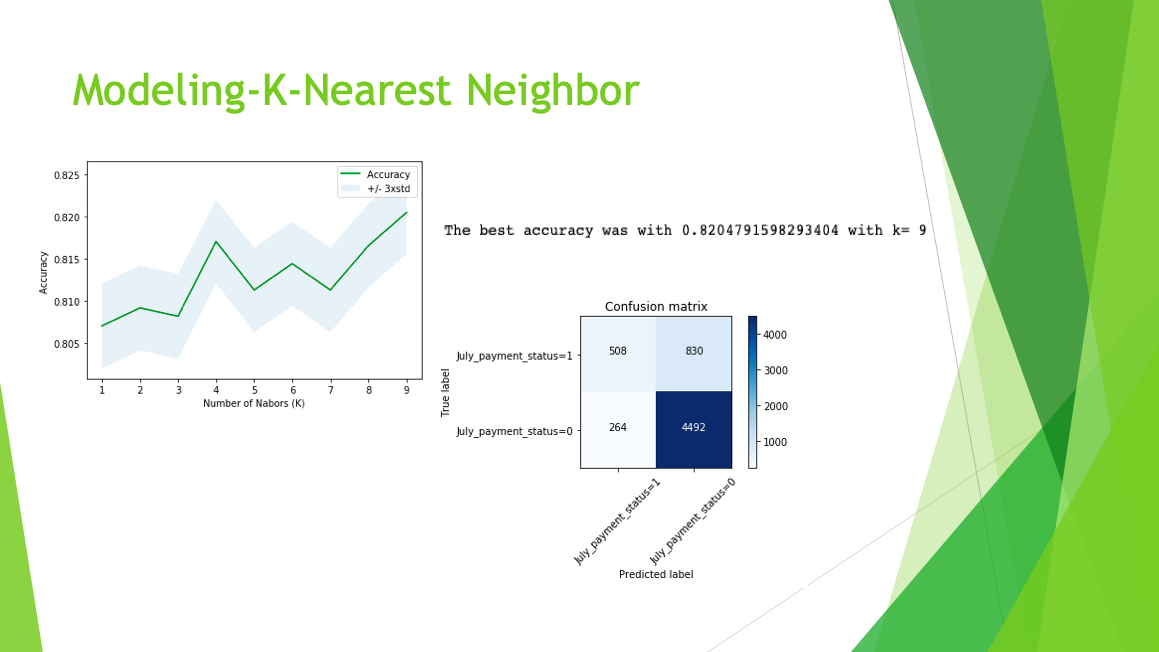 Modeling-K-Nearest Neighbor
0.825
0.820
0.815
0.810
0.805
Accuracy
Accuracy
+/- 3xstd
1 2 3 4 5 6 7 8 9
Number of Nabors (K)
The best accuracy was with 0.8204791598293404 with k= 9
Confusion matrix
July_payment_status=1
July_payment_status=0
True label
508 830
264 4492
4000
3000
2000
1000
July_payment_status=1
July_payment_status=0
Predicted label